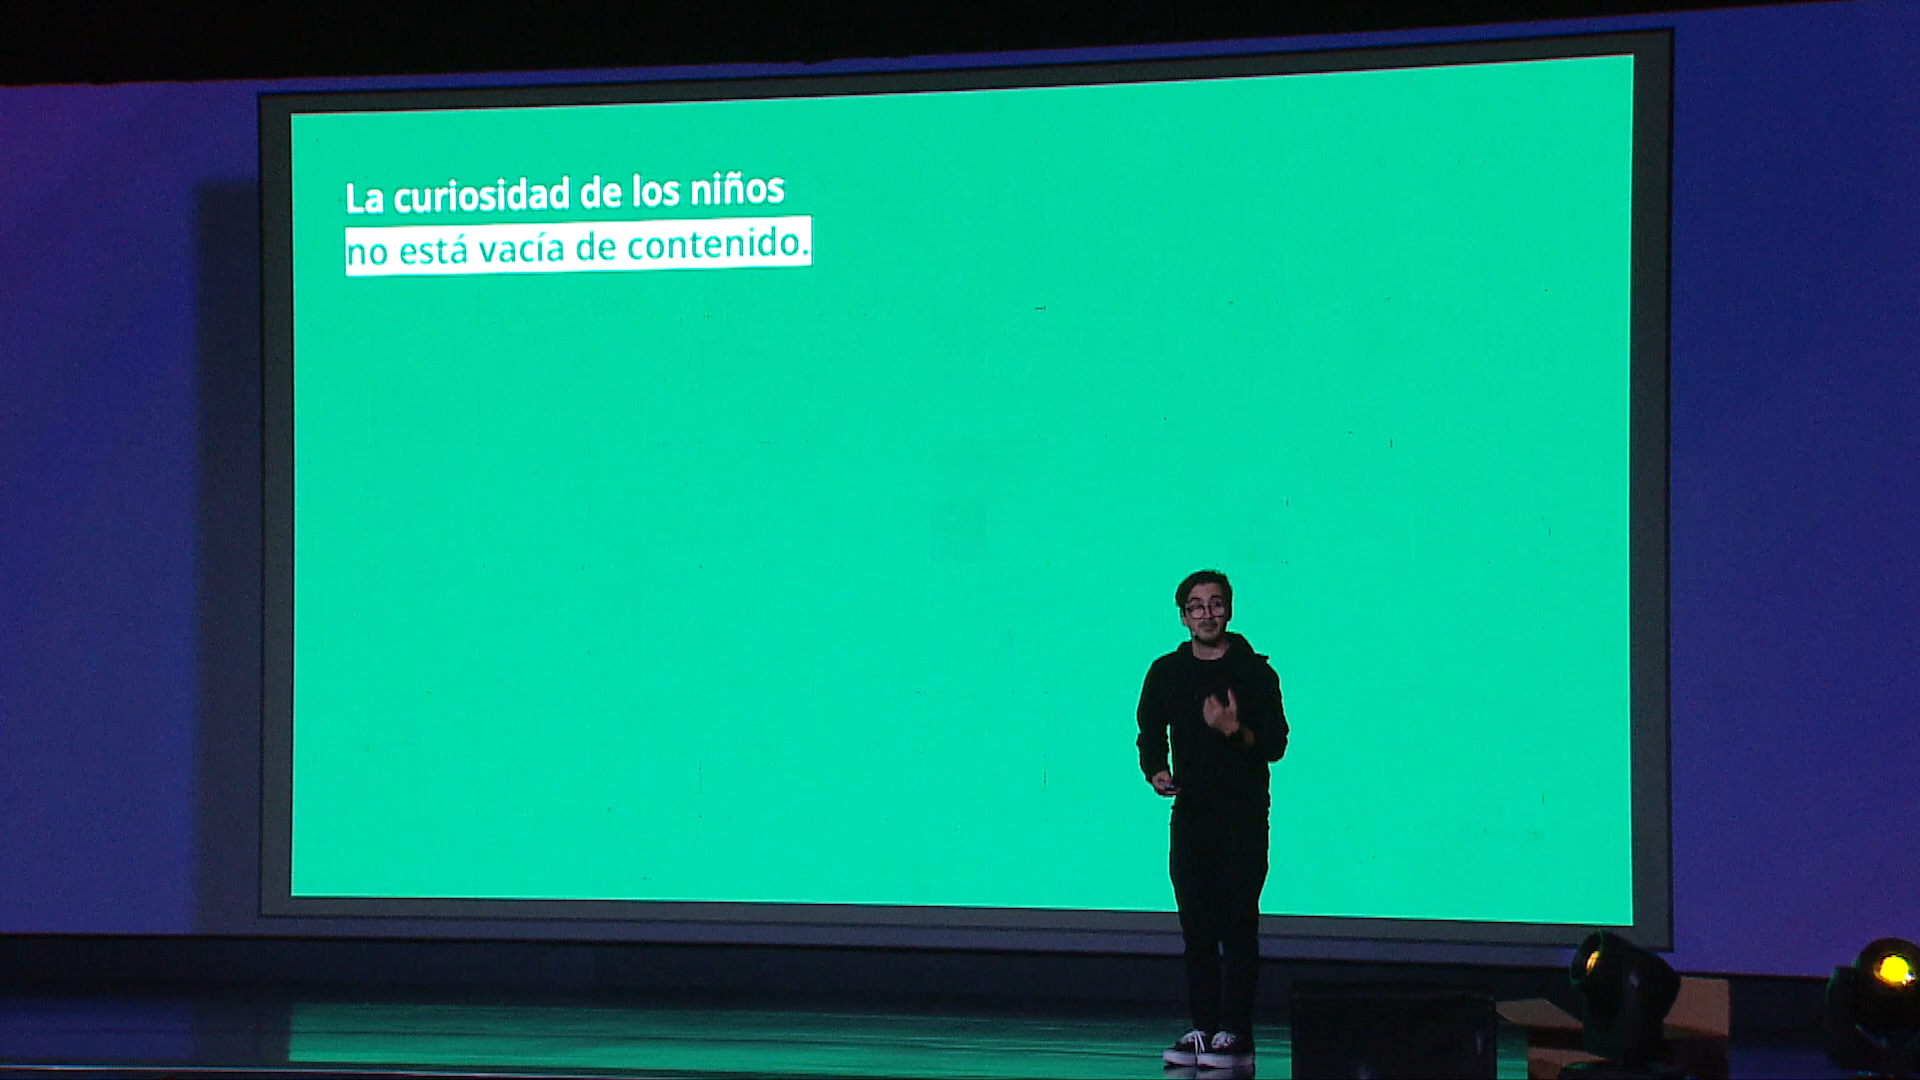 La curiosidad de los niños
no está vacía de contenido.